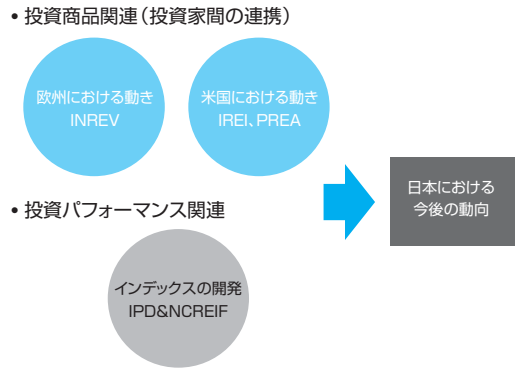 • 投資商品関連（投資家間の連携）
欧州における動き
INREV
米国における動き
IREI、PREA
日本における
今後の動向
• 投資パフォーマンス関連
インデックスの開発
IPD&NCREIF